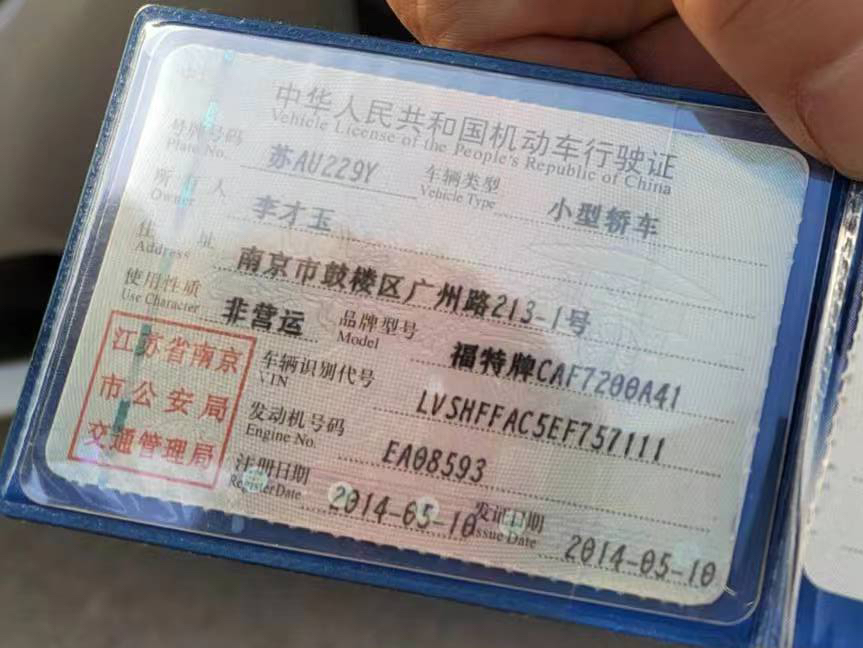 中华人民共和国机动车行驶证
Vehicle License of the People's Republic of China
号牌号码 苏AU229Y 车辆类型 小型轿车
Plate No. Vehicle Type
所有人 李才玉
Owner
住址 南京市鼓楼区广州路213-1号
Address
使用性质 非营运 品牌型号 福特牌CAF7200A41
Use Character Model
江苏省南京
市公安局
交通管理局
车辆识别代号 LVSHFFAC5EF757111
VIN
发动机号码 EA08593
Engine No.
注册日期 2014-05-10 发证日期 2014-05-10
Register Date Issue Date